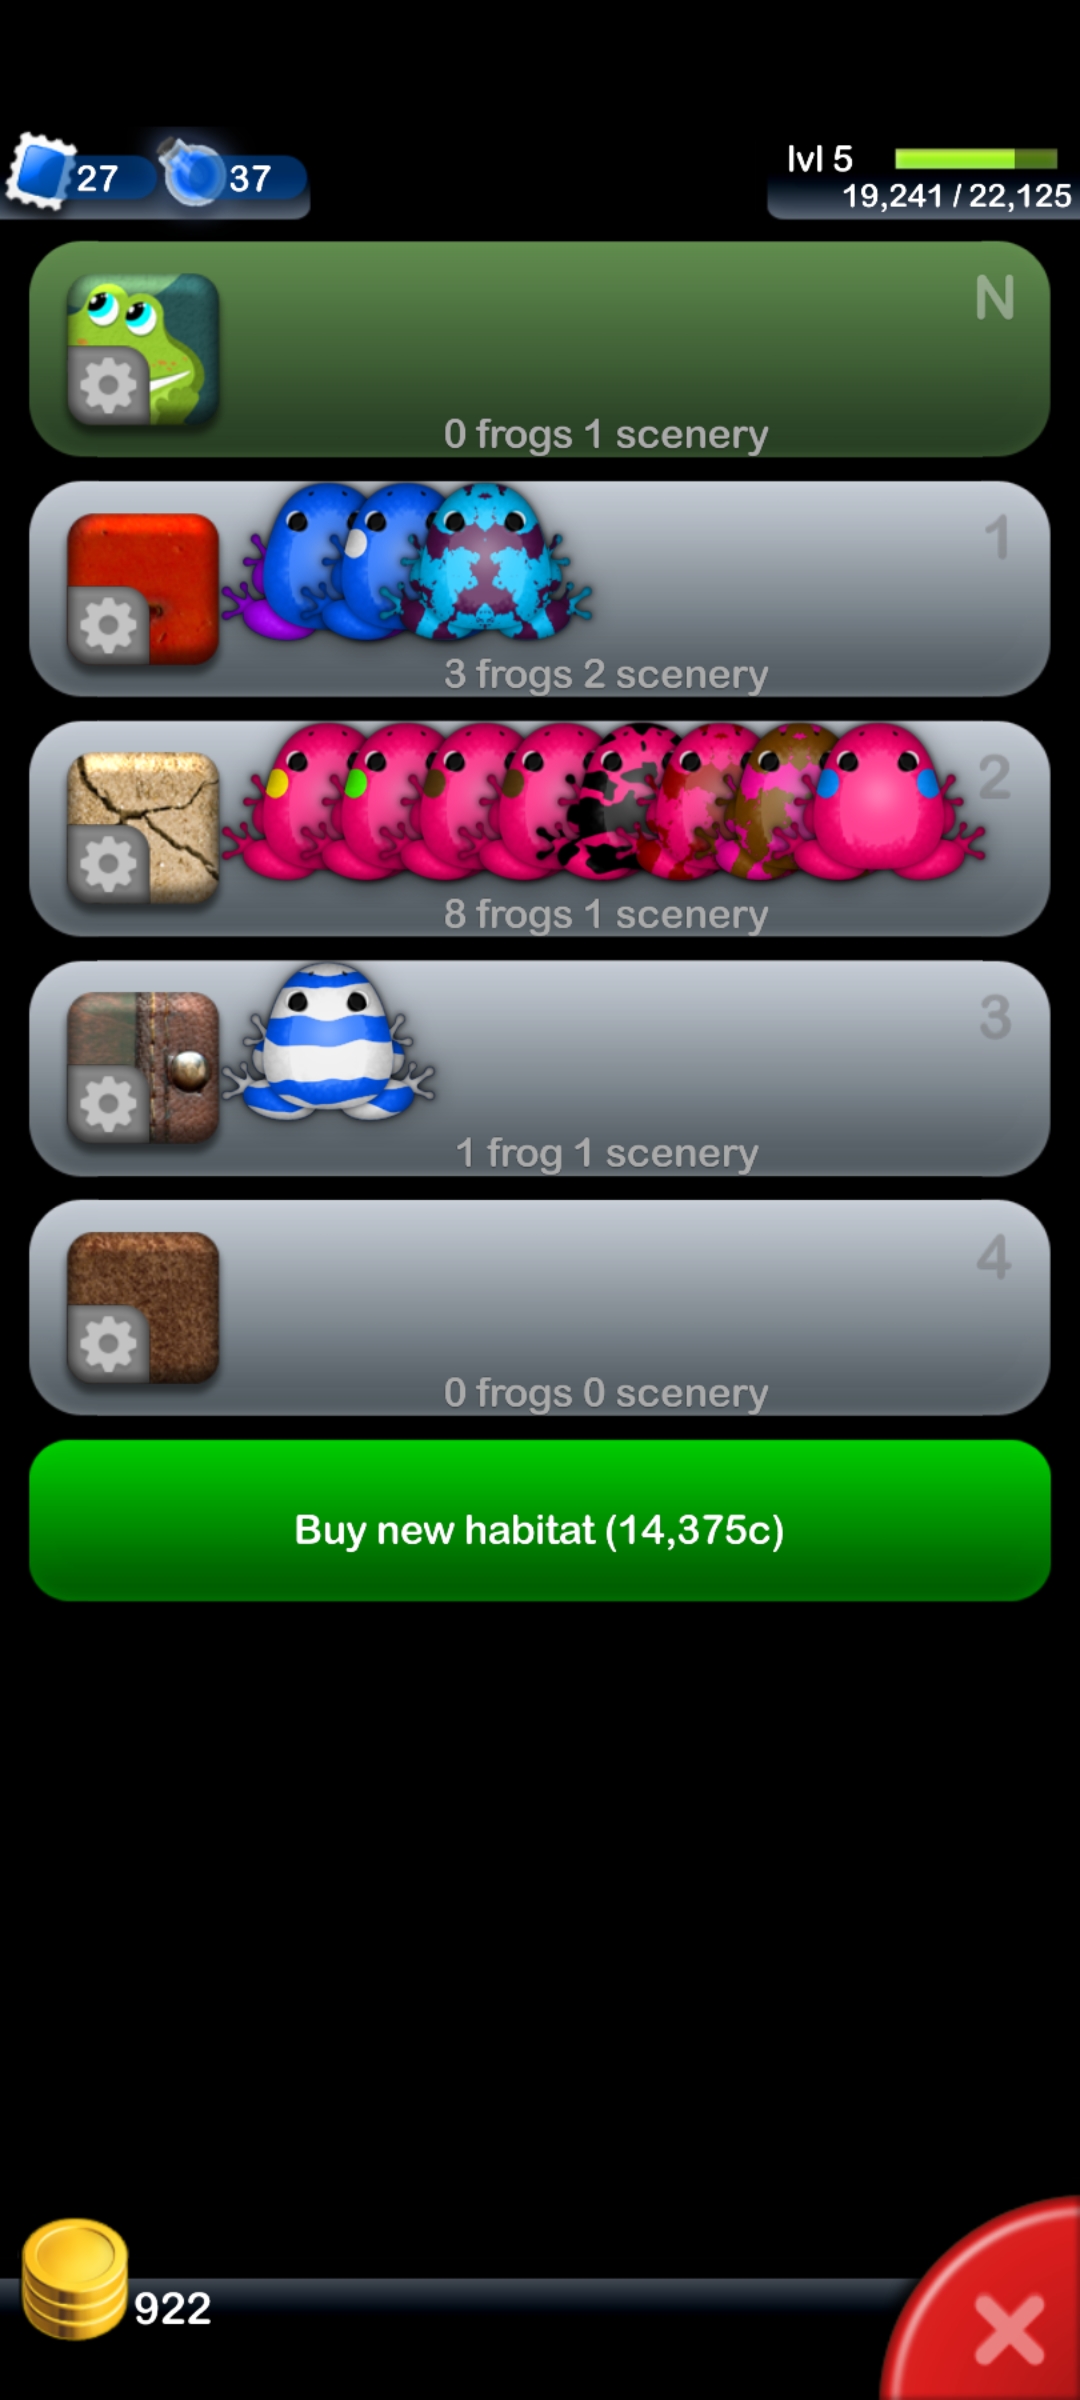 27 37
lvl 5
19,241 / 22,125
N
0 frogs 1 scenery
1
3 frogs 2 scenery
2
8 frogs 1 scenery
3
1 frog 1 scenery
4
0 frogs 0 scenery
Buy new habitat (14,375c)
922